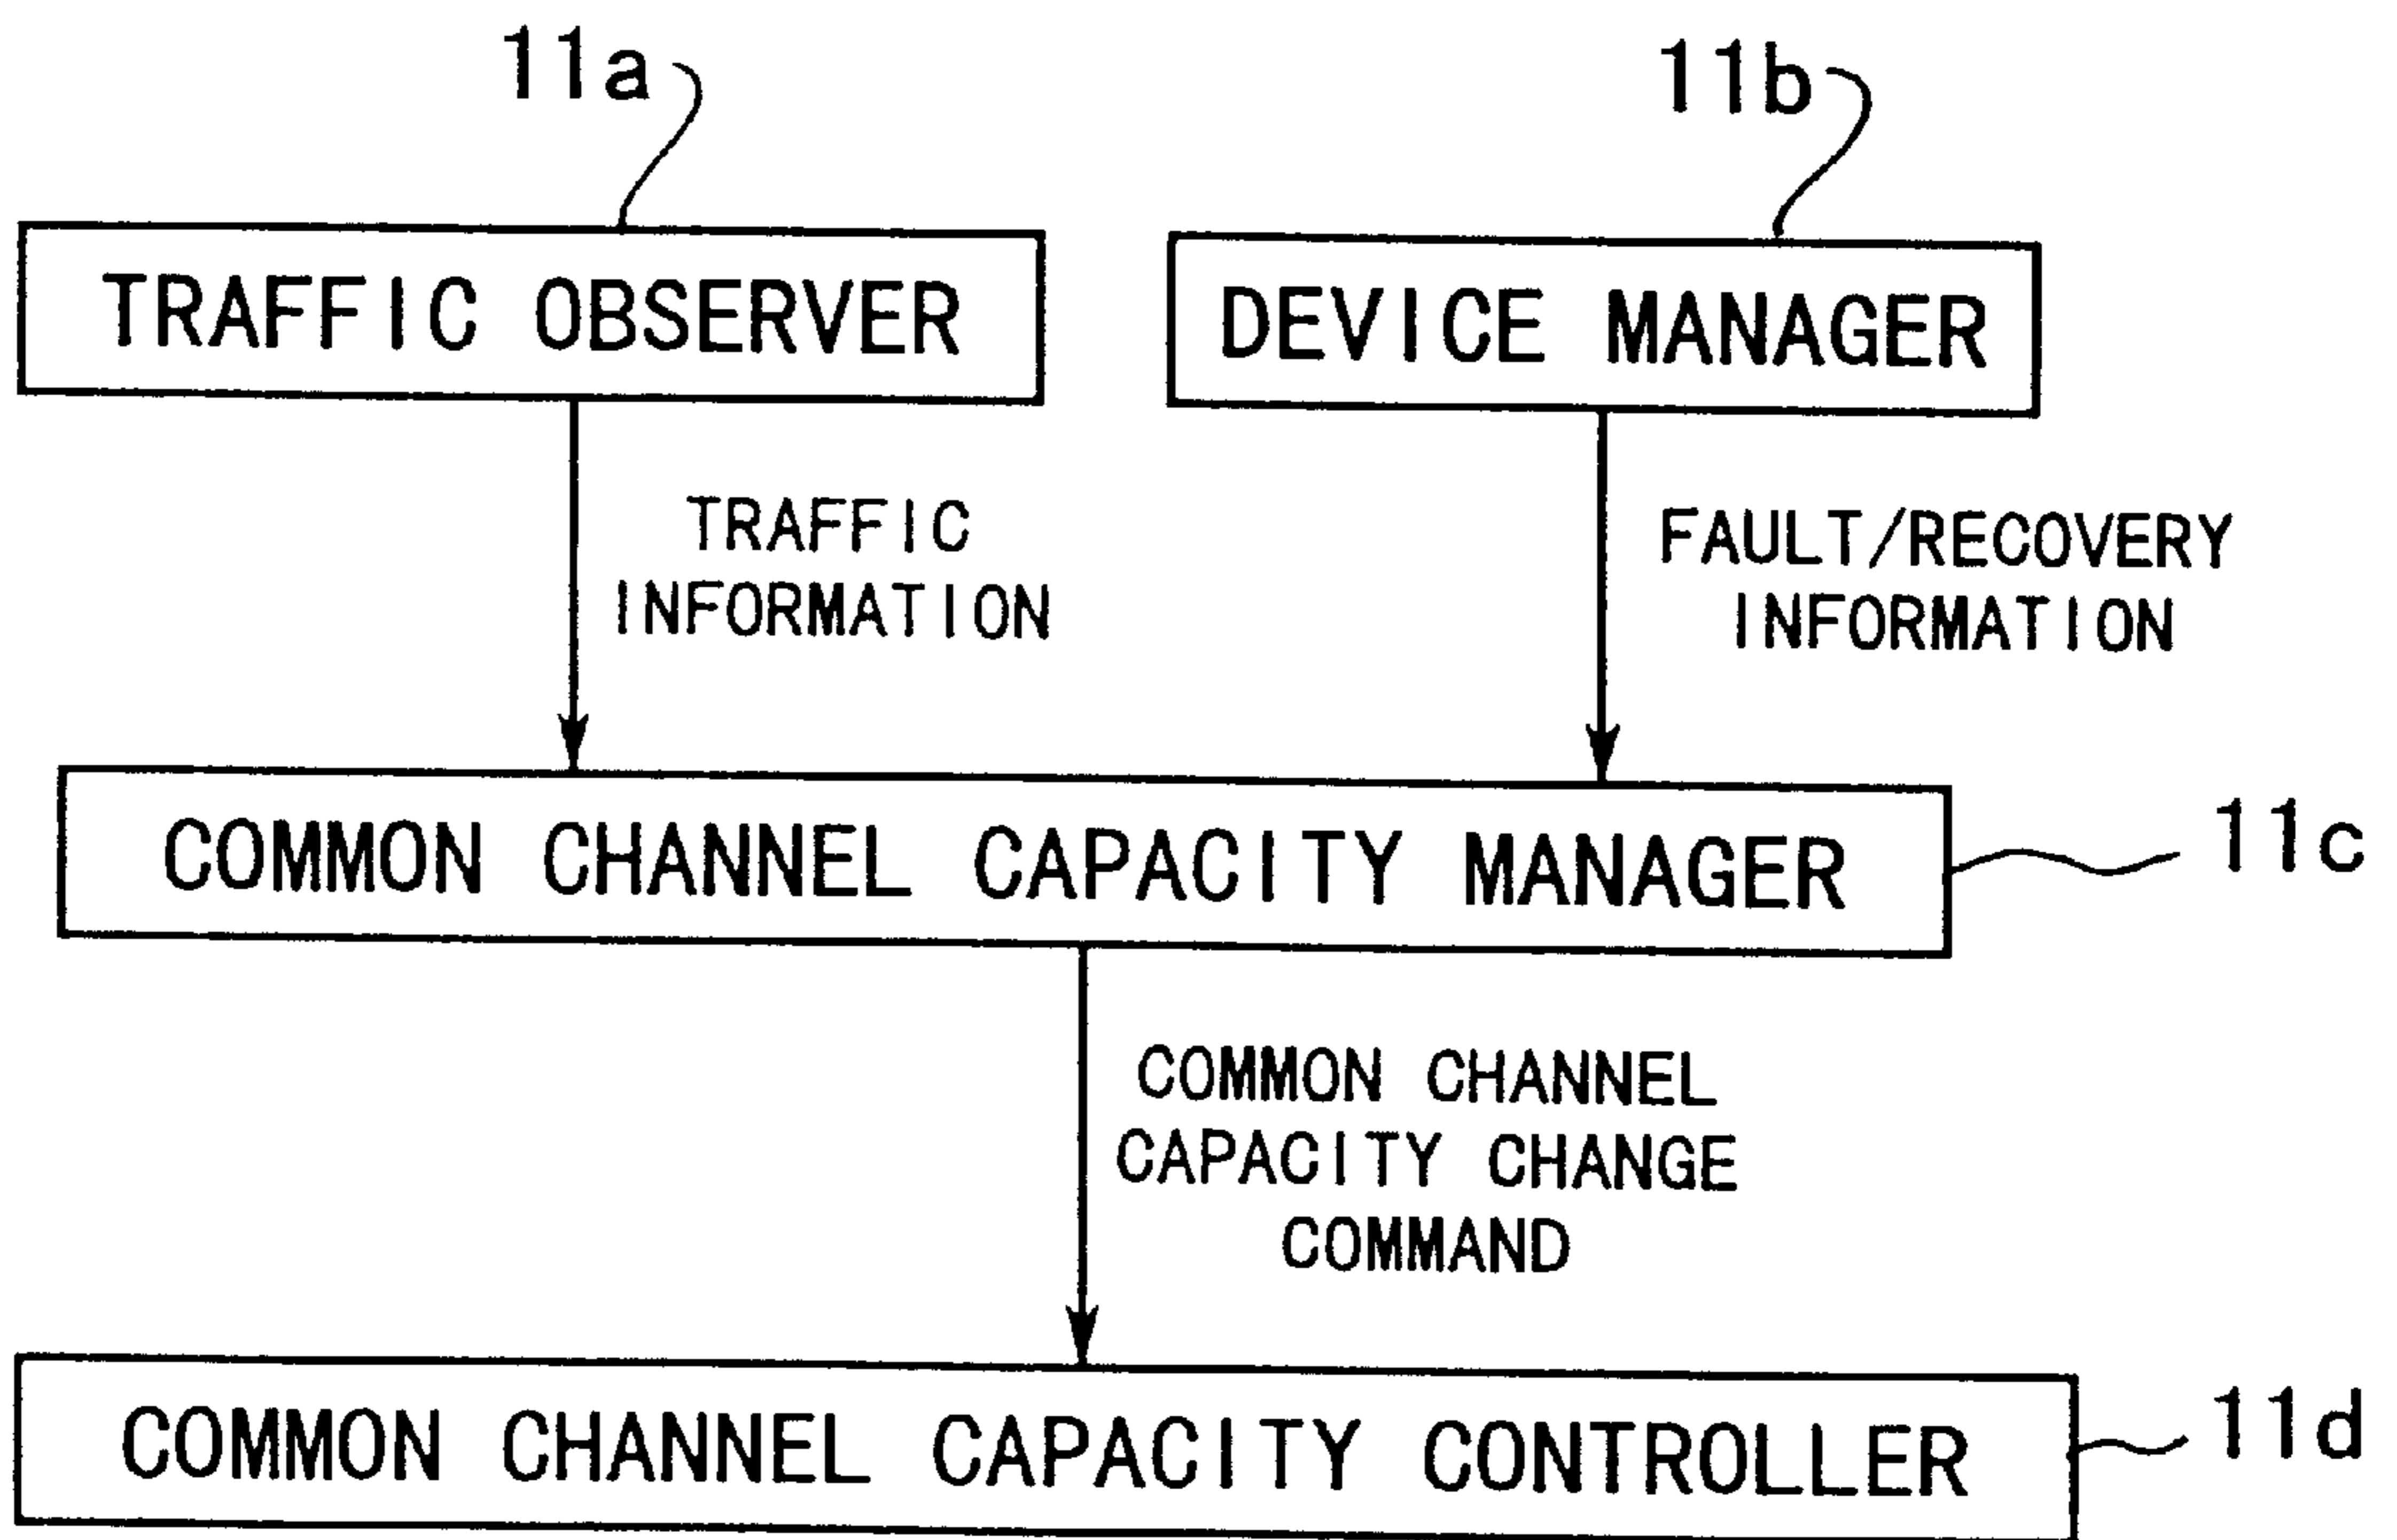 11a
11b
TRAFFIC OBSERVER
DEVICE MANAGER
TRAFFIC
INFORMATION
FAULT/RECOVERY
INFORMATION
COMMON CHANNEL CAPACITY MANAGER
11c
COMMON CHANNEL
CAPACITY CHANGE
COMMAND
COMMON CHANNEL CAPACITY CONTROLLER
11d